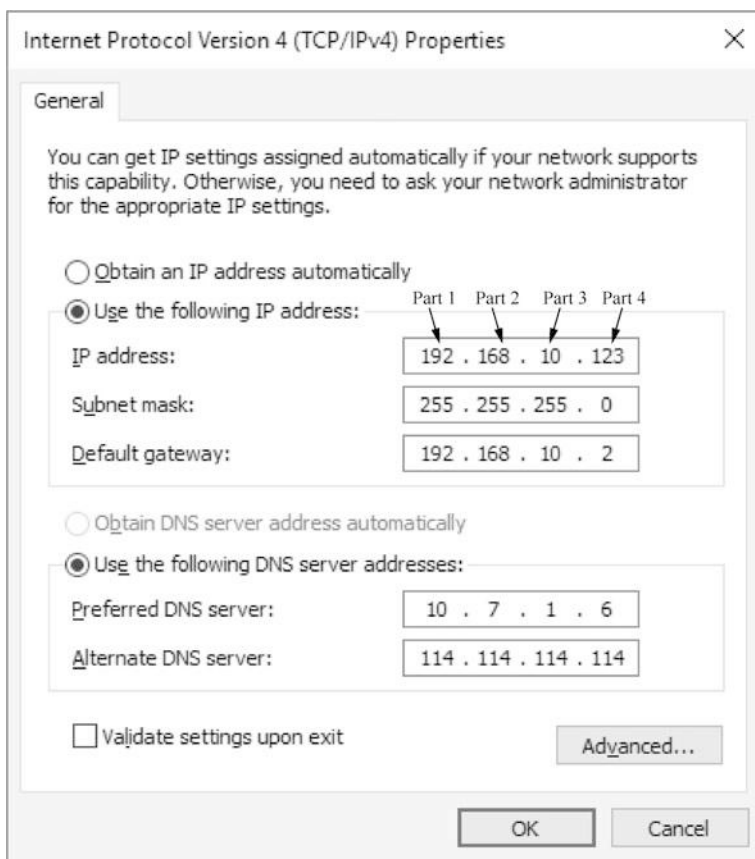 Internet Protocol Version 4 (TCP/IPv4) Properties
General
You can get IP settings assigned automatically if your network supports
this capability. Otherwise, you need to ask your network administrator
for the appropriate IP settings.
Obtain an IP address automatically
Part 1 Part 2 Part 3 Part 4
Use the following IP address:
IP address: 192 . 168 . 10 . 123
Subnet mask: 255 . 255 . 255 . 0
Default gateway: 192 . 168 . 10 . 2
Obtain DNS server address automatically
Use the following DNS server addresses:
Preferred DNS server: 10 . 7 . 1 . 6
Alternate DNS server: 114 . 114 . 114 . 114
Validate settings upon exit
Advanced...
OK Cancel